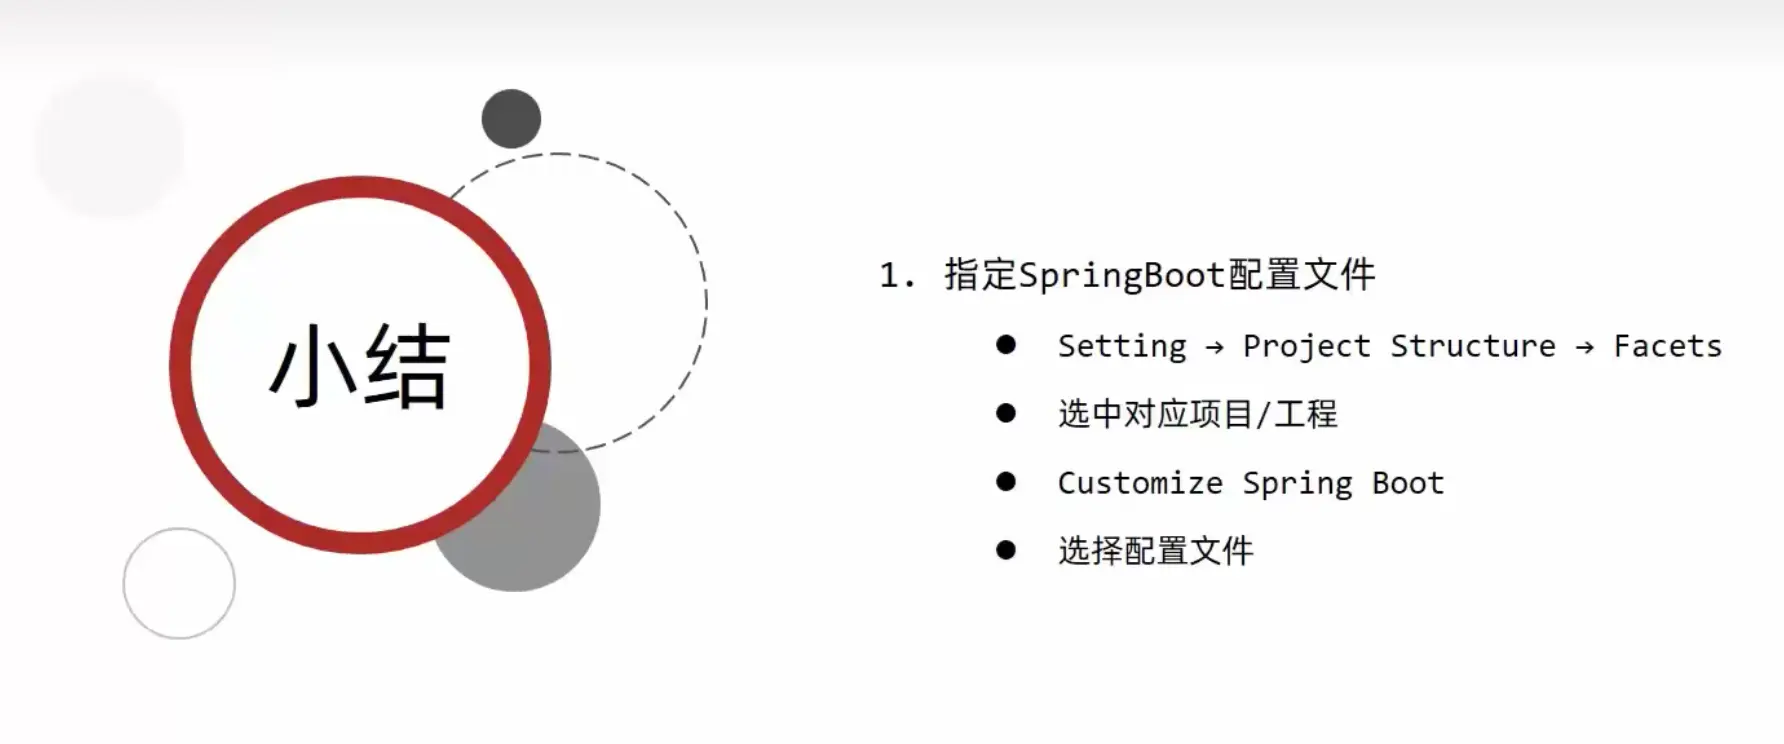 小结
1. 指定SpringBoot配置文件
● Setting → Project Structure → Facets
● 选中对应项目/工程
● Customize Spring Boot
● 选择配置文件